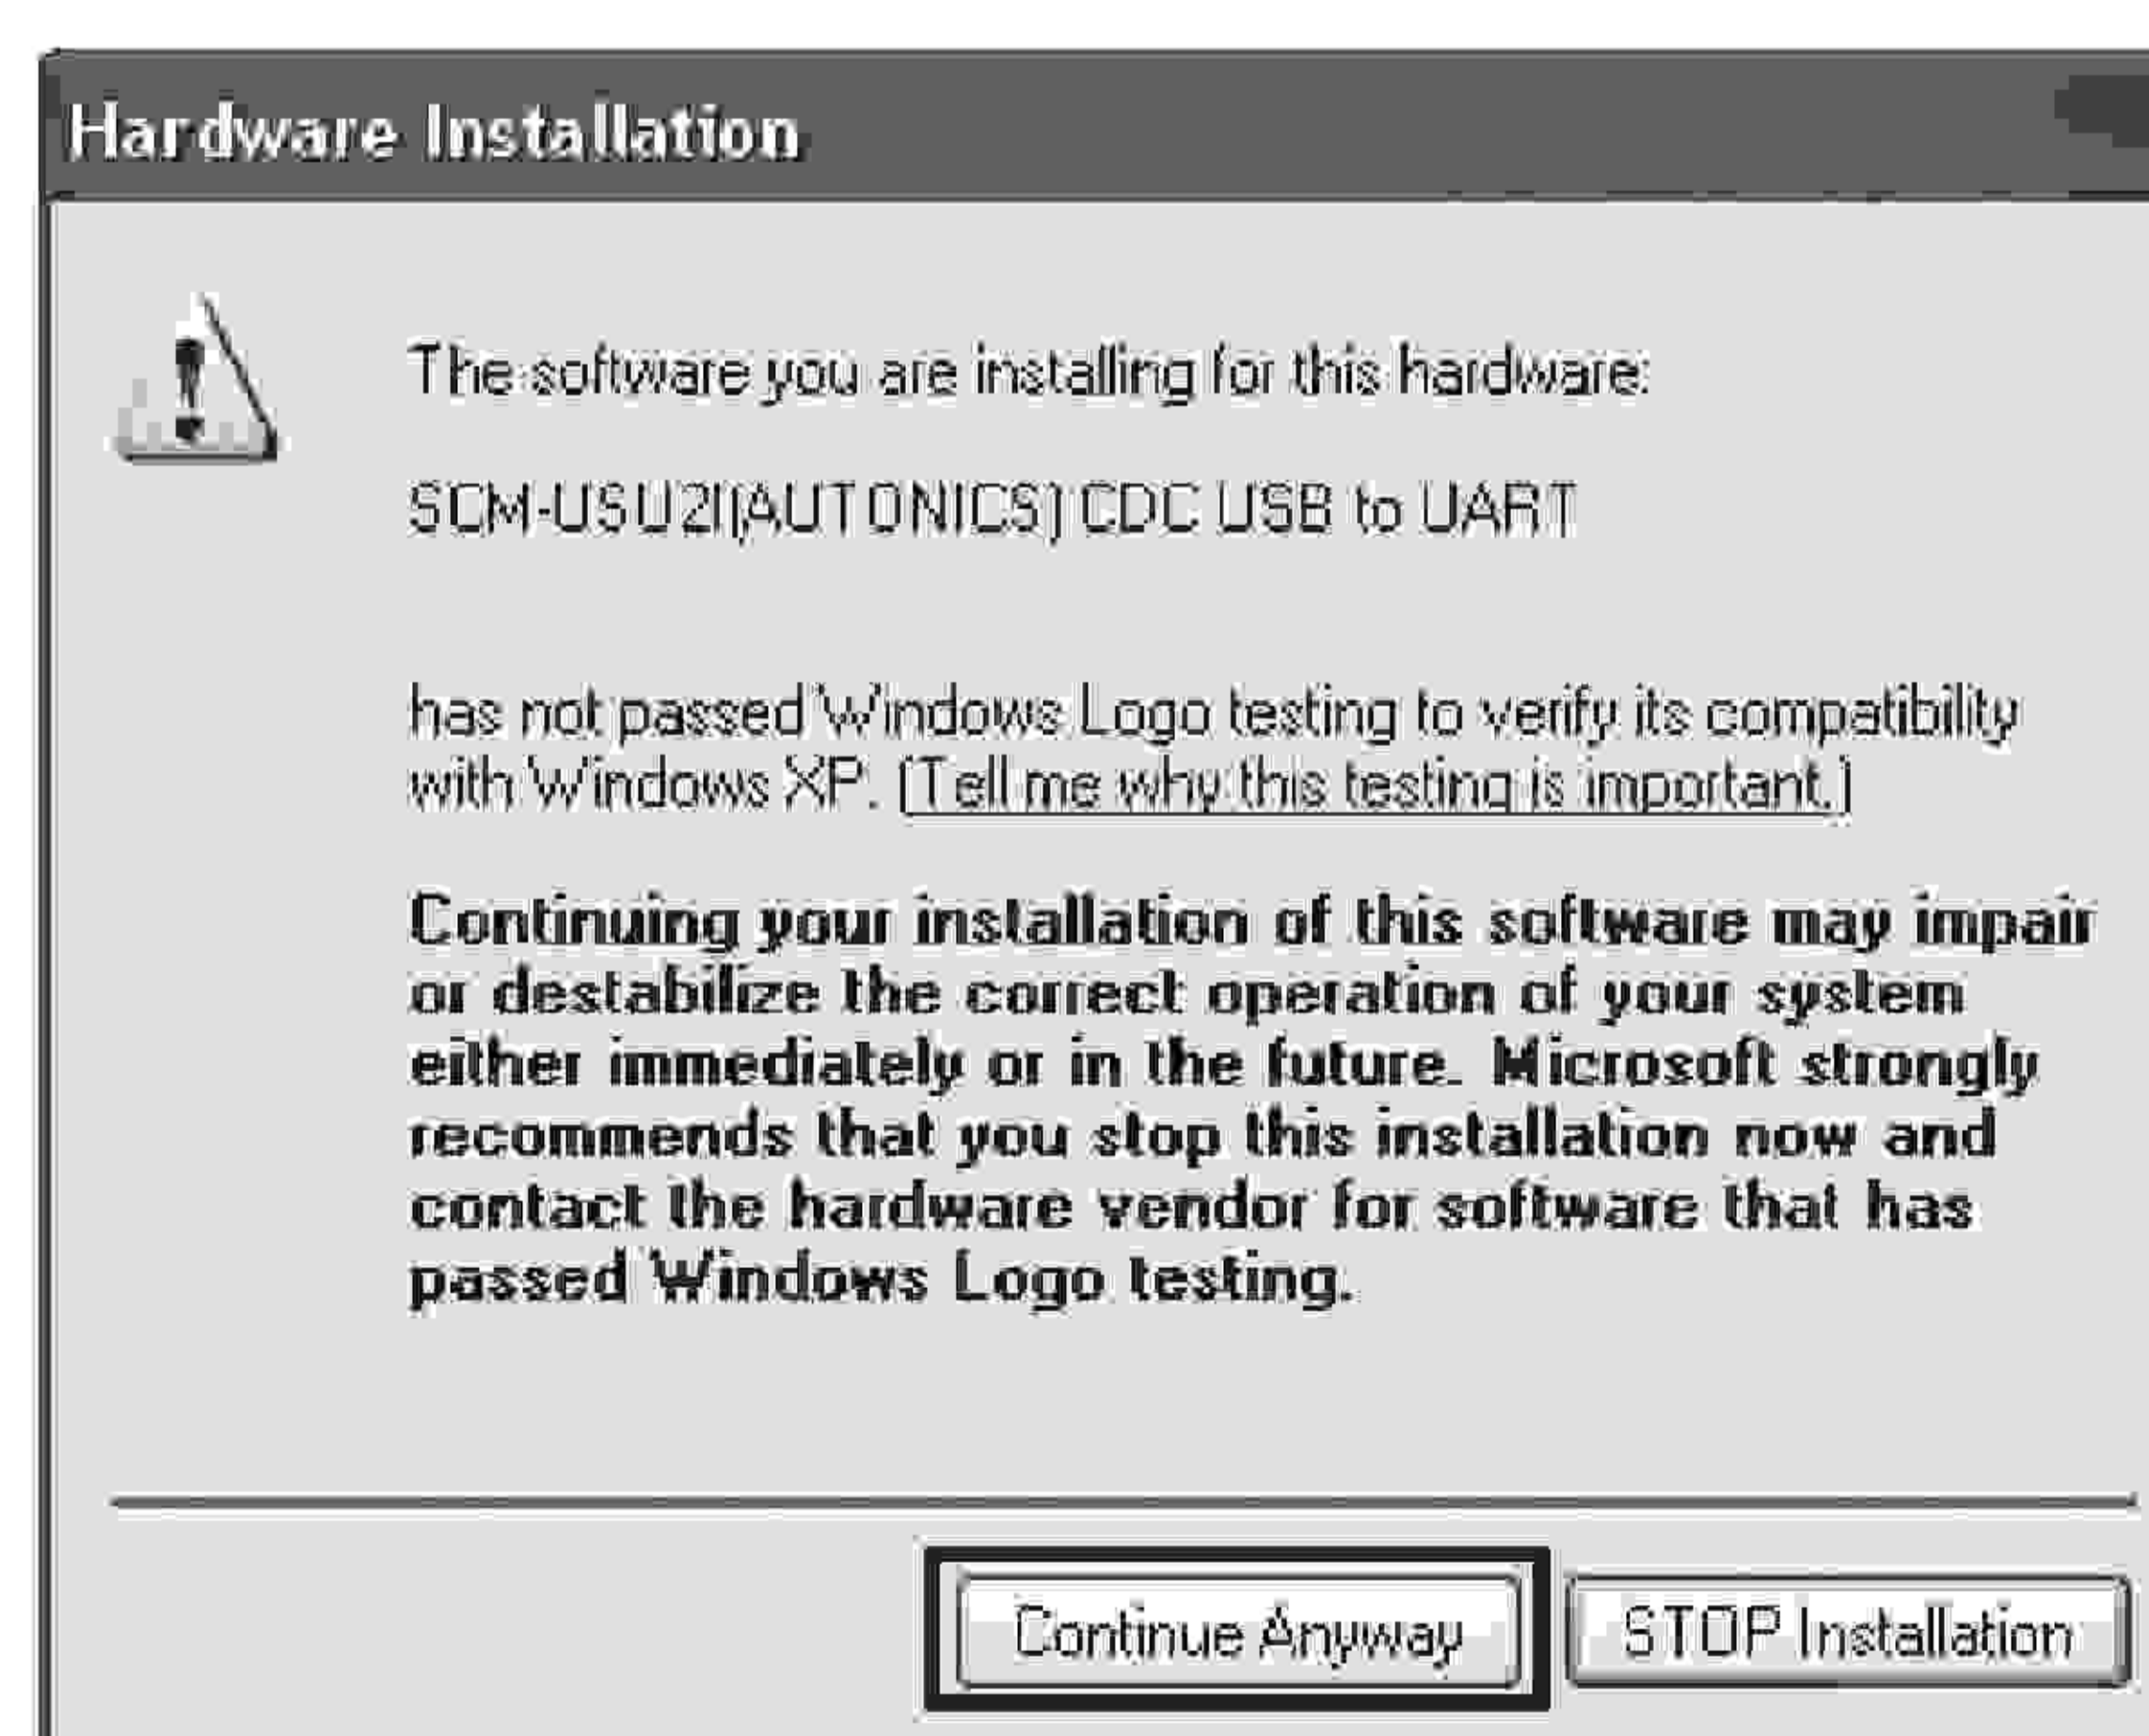 Hardware Installation
The software you are installing for this hardware:
SCM-USU2I(AUTONICS) CDC USB to UART
has not passed Windows Logo testing to verify its compatibility
with Windows XP. (Tell me why this testing is important.)
Continuing your installation of this software may impair
or destabilize the correct operation of your system
either immediately or in the future. Microsoft strongly
recommends that you stop this installation now and
contact the hardware vendor for software that has
passed Windows Logo testing.
Continue Anyway
STOP Installation